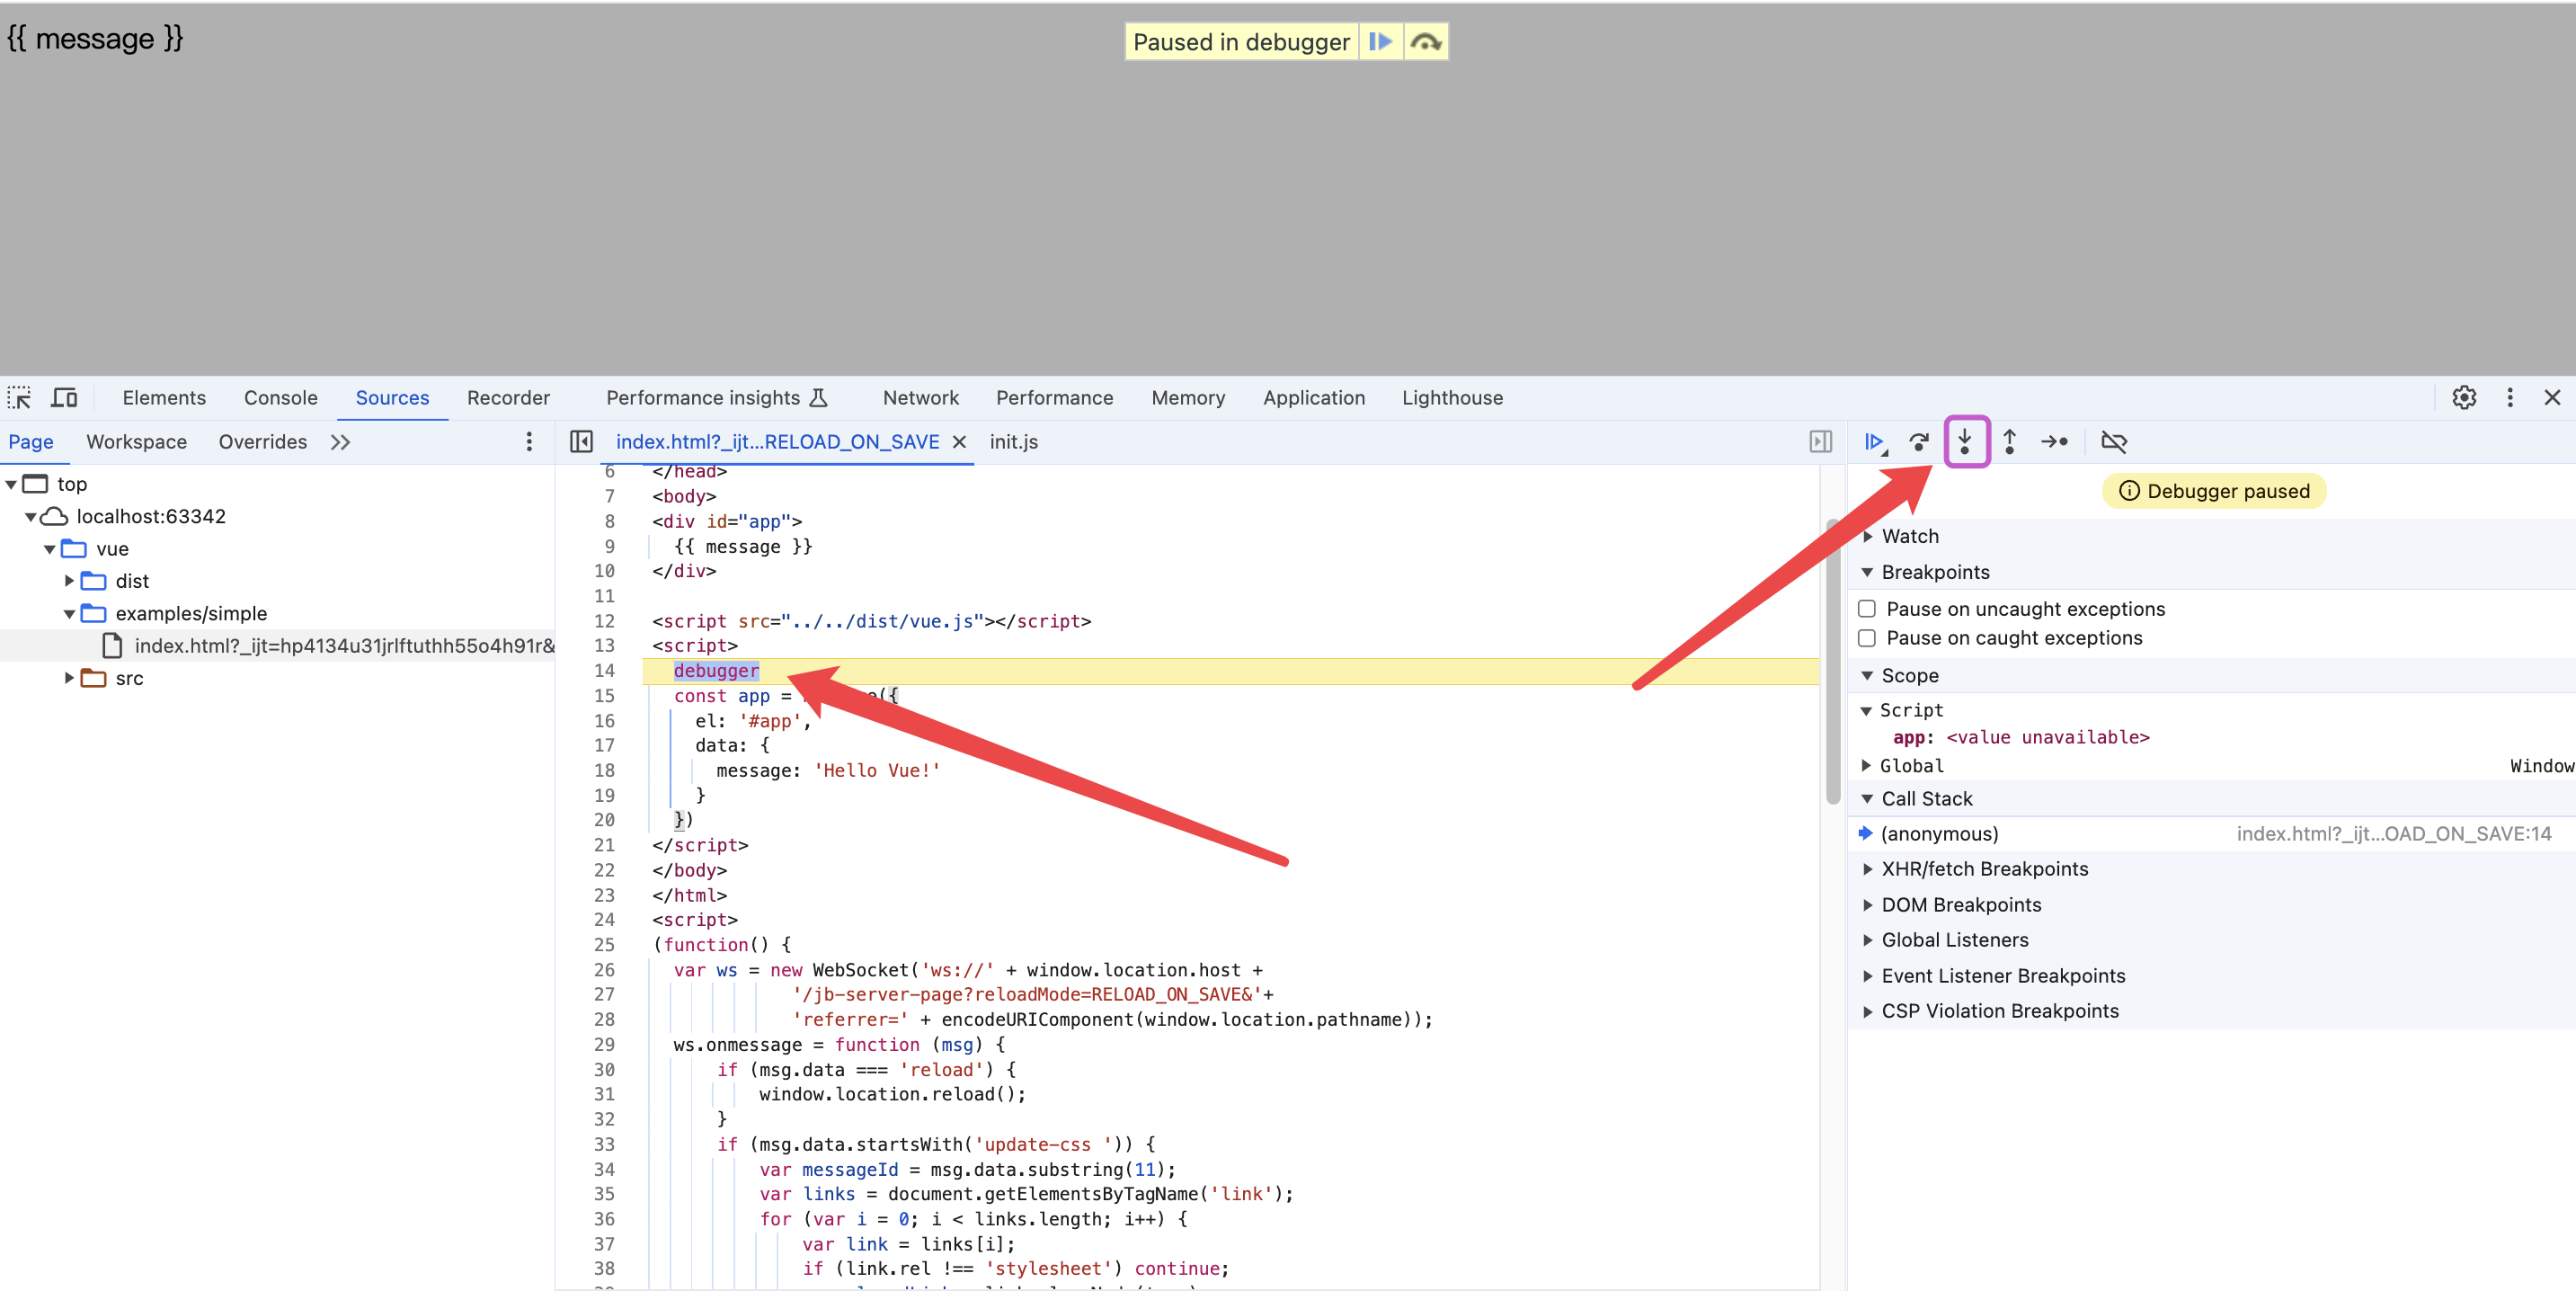 {{ message }}
Paused in debugger
Elements
Console
Sources
Recorder
Performance insights
Network
Performance
Memory
Application
Lighthouse
Page
Workspace
Overrides
index.html?_ijt...RELOAD_ON_SAVE
init.js
top
localhost:63342
vue
dist
examples/simple
index.html?_ijt=hp4134u31jrlftuthh55o4h91r&
src
6 </head>
7 <body>
8 <div id="app">
9 {{ message }}
10 </div>
11
12 <script src="../../dist/vue.js"></script>
13 <script>
14 debugger
15 const app = ({
16 el: '#app',
17 data: {
18 message: 'Hello Vue!'
19 }
20 })
21 </script>
22 </body>
23 </html>
24 <script>
25 (function() {
26 var ws = new WebSocket('ws://' + window.location.host +
27 '/jb-server-page?reloadMode=RELOAD_ON_SAVE&'+
28 'referrer=' + encodeURIComponent(window.location.pathname));
29 ws.onmessage = function (msg) {
30 if (msg.data === 'reload') {
31 window.location.reload();
32 }
33 if (msg.data.startsWith('update-css ')) {
34 var messageId = msg.data.substring(11);
35 var links = document.getElementsByTagName('link');
36 for (var i = 0; i < links.length; i++) {
37 var link = links[i];
38 if (link.rel !== 'stylesheet') continue;
Debugger paused
Watch
Breakpoints
Pause on uncaught exceptions
Pause on caught exceptions
Scope
Script
app: <value unavailable>
Global Window
Call Stack
(anonymous) index.html?_ijt...OAD_ON_SAVE:14
XHR/fetch Breakpoints
DOM Breakpoints
Global Listeners
Event Listener Breakpoints
CSP Violation Breakpoints